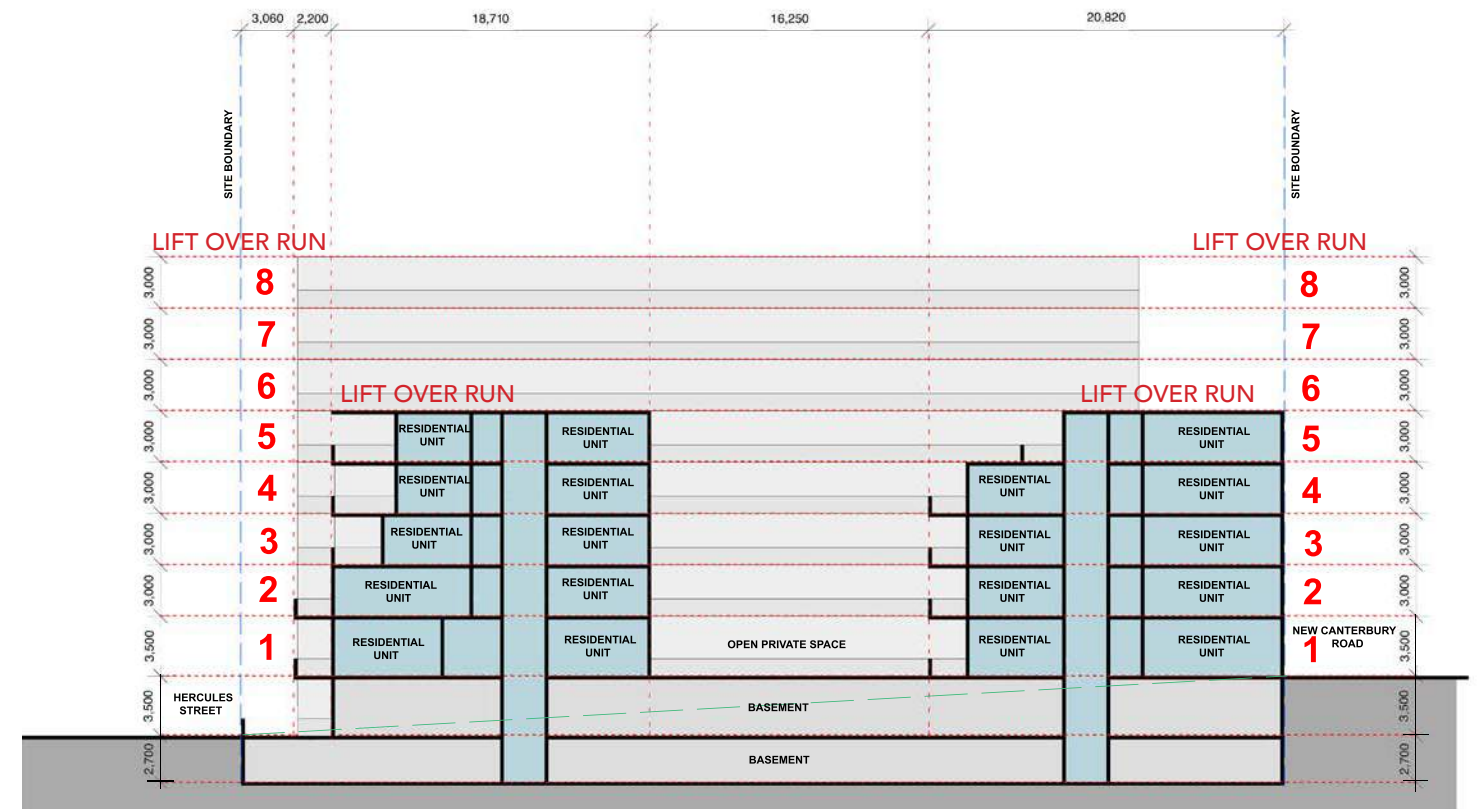 3,060 2,200 18,710 16,250 20,820
SITE BOUNDARY
SITE BOUNDARY
LIFT OVER RUN
LIFT OVER RUN
3,000 8 8 3,000
3,000 7 7 3,000
3,000 6 6 3,000
LIFT OVER RUN
LIFT OVER RUN
3,000 5 5 3,000
RESIDENTIAL
UNIT
RESIDENTIAL
UNIT
RESIDENTIAL
UNIT
3,000 4 4 3,000
RESIDENTIAL
UNIT
RESIDENTIAL
UNIT
RESIDENTIAL
UNIT
RESIDENTIAL
UNIT
3,000 3 3 3,000
RESIDENTIAL
UNIT
RESIDENTIAL
UNIT
RESIDENTIAL
UNIT
RESIDENTIAL
UNIT
3,000 2 2 3,000
RESIDENTIAL
UNIT
RESIDENTIAL
UNIT
RESIDENTIAL
UNIT
RESIDENTIAL
UNIT
3,500 1 1 3,500
RESIDENTIAL
UNIT
RESIDENTIAL
UNIT
OPEN PRIVATE SPACE
RESIDENTIAL
UNIT
RESIDENTIAL
UNIT
NEW CANTERBURY
ROAD
HERCULES
STREET
3,500 BASEMENT 3,500
2,700 BASEMENT 2,700